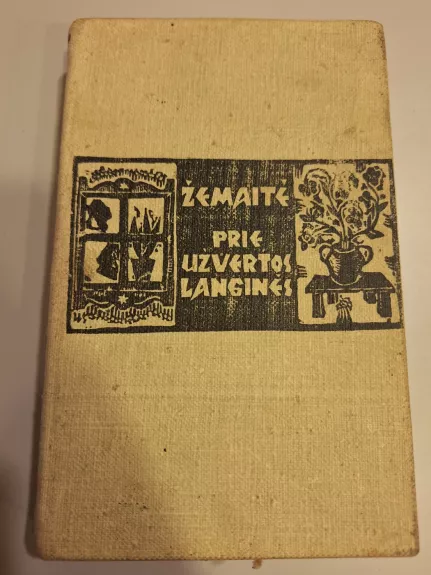 ŽEMAITĖ
PRIE
UŽVERTOS
LANGINĖS